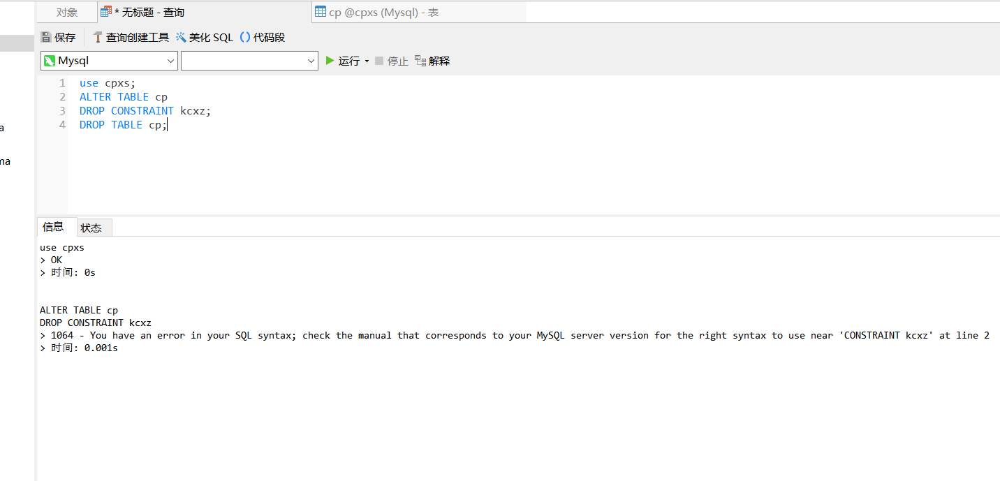 对象
* 无标题 - 查询
cp @cpxs (Mysql) - 表
保存
查询创建工具
美化 SQL
() 代码段
Mysql
运行
停止
解释
1 use cpxs;
2 ALTER TABLE cp
3 DROP CONSTRAINT kcxz;
4 DROP TABLE cp;
a
ma
信息
状态
use cpxs
> OK
> 时间: 0s
ALTER TABLE cp
DROP CONSTRAINT kcxz
> 1064 - You have an error in your SQL syntax; check the manual that corresponds to your MySQL server version for the right syntax to use near 'CONSTRAINT kcxz' at line 2
> 时间: 0.001s